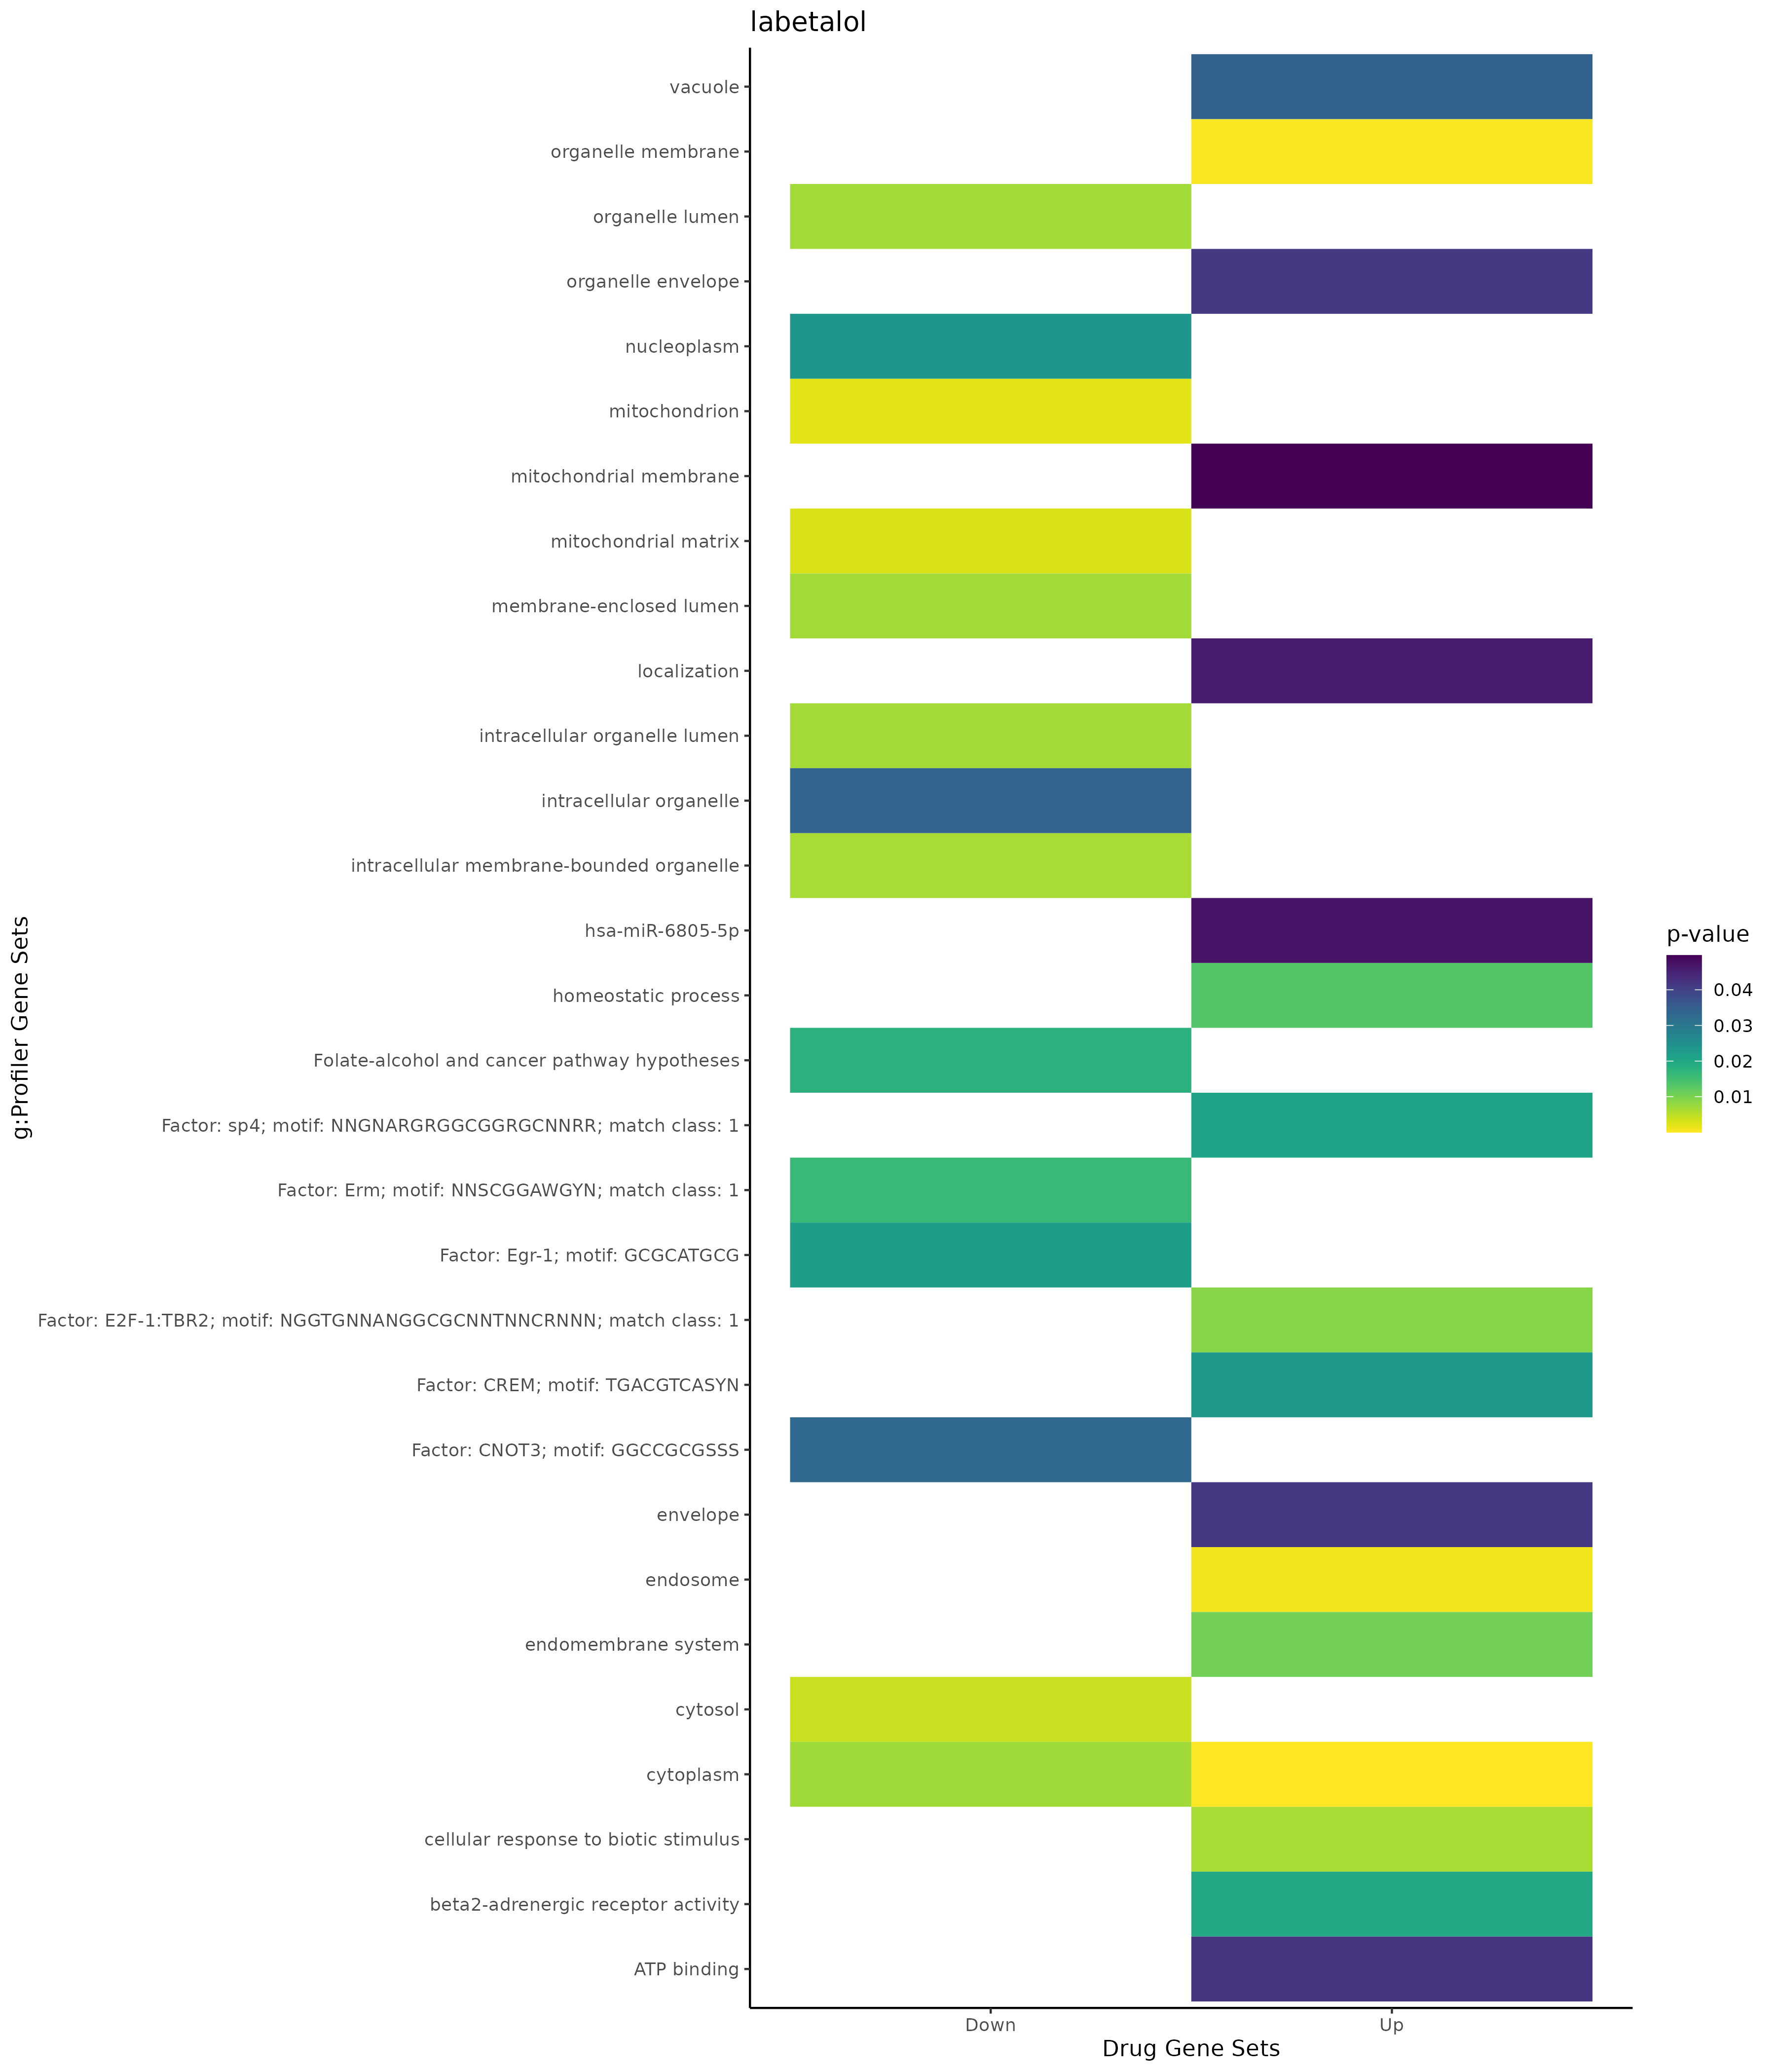 labetalol
vacuole
organelle membrane
organelle lumen
organelle envelope
nucleoplasm
mitochondrion
mitochondrial membrane
mitochondrial matrix
membrane-enclosed lumen
localization
intracellular organelle lumen
intracellular organelle
intracellular membrane-bounded organelle
hsa-miR-6805-5p
homeostatic process
Folate-alcohol and cancer pathway hypotheses
Factor: sp4; motif: NNGNARGRGGCGGRGCNNRR; match class: 1
Factor: Erm; motif: NNSCGGAWGYN; match class: 1
Factor: Egr-1; motif: GCGCATGCG
Factor: E2F-1:TBR2; motif: NGGTGNNANGGCGCNNTNNCRNNN; match class: 1
Factor: CREM; motif: TGACGTCASYN
Factor: CNOT3; motif: GGCCGCGSSS
envelope
endosome
endomembrane system
cytosol
cytoplasm
cellular response to biotic stimulus
beta2-adrenergic receptor activity
ATP binding
g:Profiler Gene Sets
Down
Up
Drug Gene Sets
p-value
0.04
0.03
0.02
0.01